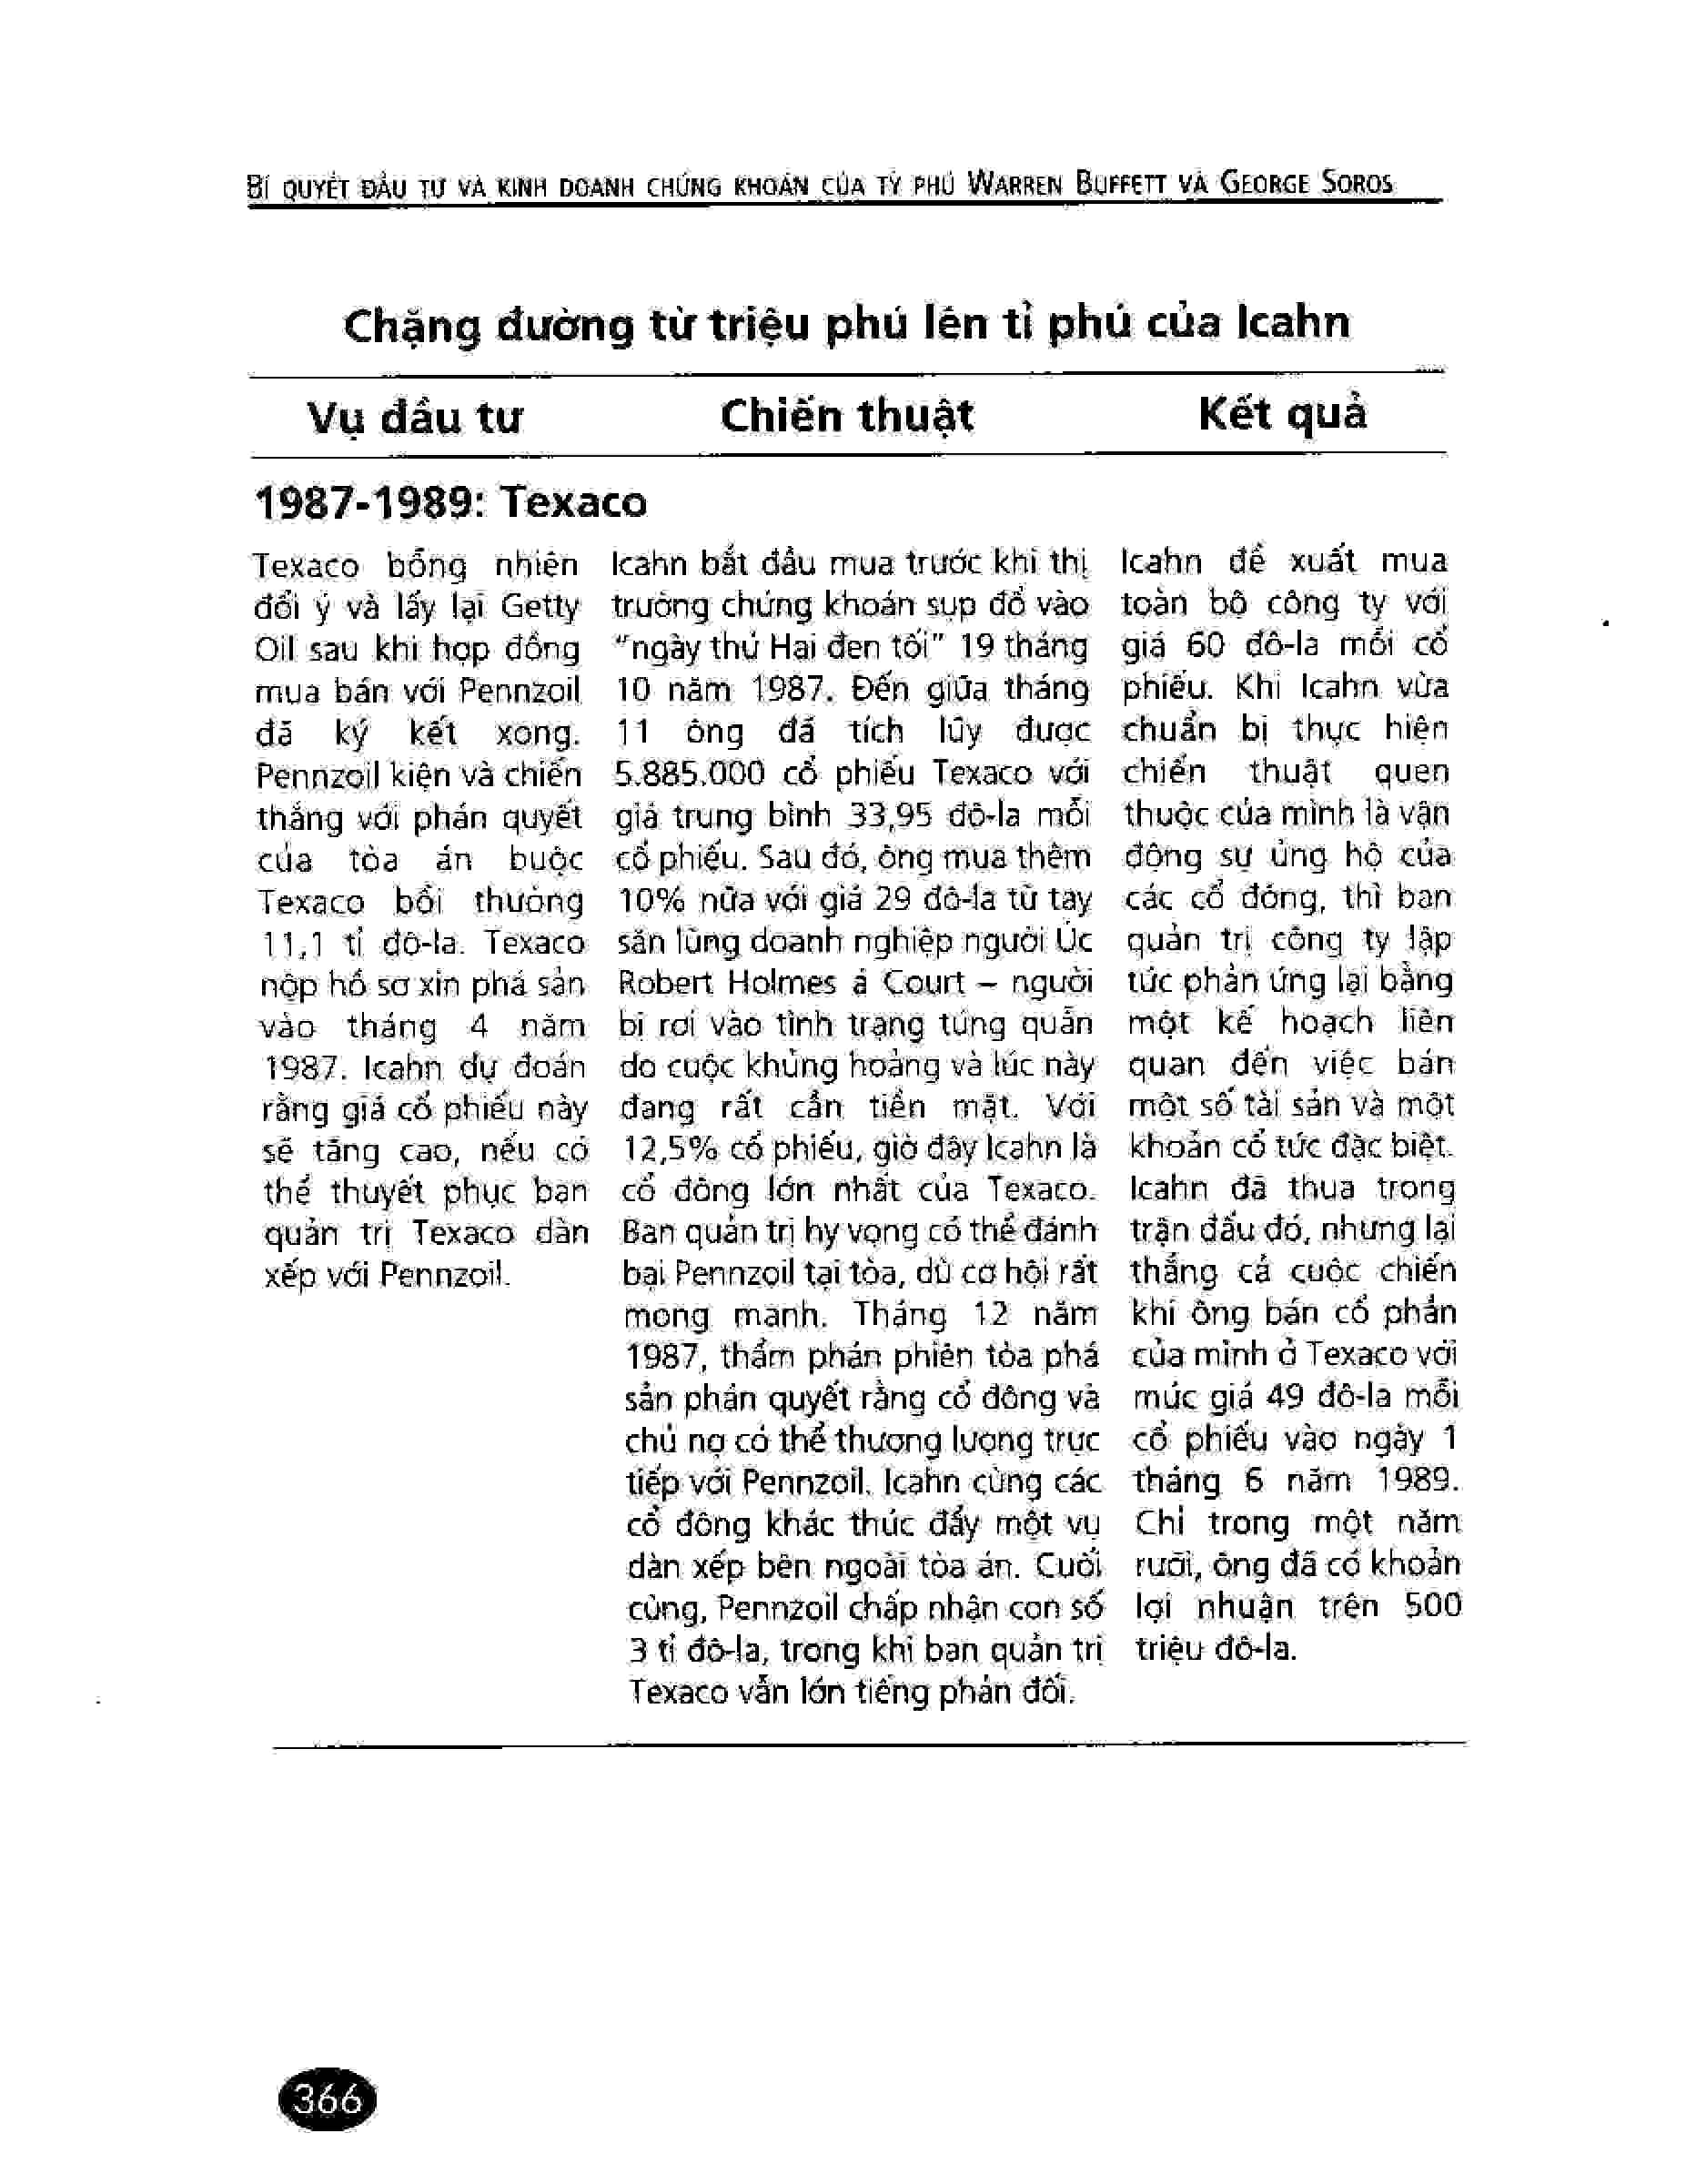 BÍ QUYẾT ĐẦU TƯ VÀ KINH DOANH CHỨNG KHOÁN CỦA TỶ PHÚ WARREN BUFFETT VÀ GEORGE SOROS
Chặng đường từ triệu phú lên tỉ phú của Icahn
Vụ đầu tư Chiến thuật Kết quả
1987-1989: Texaco
Texaco bổng nhiên
đổi ý và lấy lại Getty
Oil sau khi hợp đồng
mua bán với Pennzoil
đã ký kết xong.
Pennzoil kiện và chiến
thắng với phán quyết
của tòa án buộc
Texaco bồi thường
11,1 tỉ đô-la. Texaco
nộp hồ sơ xin phá sản
vào tháng 4 năm
1987. Icahn dự đoán
rằng giá cổ phiếu này
sẽ tăng cao, nếu có
thể thuyết phục ban
quản trị Texaco dàn
xếp với Pennzoil.
Icahn bắt đầu mua trước khi thị
trường chứng khoán sụp đổ vào
“ngày thứ Hai đen tối” 19 tháng
10 năm 1987. Đến giữa tháng
11 ông đã tích lũy được
5.885.000 cổ phiếu Texaco với
giá trung bình 33,95 đô-la mỗi
cổ phiếu. Sau đó, ông mua thêm
10% nữa với giá 29 đô-la từ tay
săn lùng doanh nghiệp người Úc
Robert Holmes á Court – người
bị rơi vào tình trạng túng quẫn
do cuộc khủng hoảng và lúc này
đang rất cần tiền mặt. Với
12,5% cổ phiếu, giờ đây Icahn là
cổ đông lớn nhất của Texaco.
Ban quản trị hy vọng có thể đánh
bại Pennzoil tại tòa, dù cơ hội rất
mong manh. Tháng 12 năm
1987, thẩm phán phiên tòa phá
sản phán quyết rằng cổ đông và
chủ nợ có thể thương lượng trực
tiếp với Pennzoil. Icahn cùng các
cổ đông khác thúc đẩy một vụ
dàn xếp bên ngoài tòa án. Cuối
cùng, Pennzoil chấp nhận con số
3 tỉ đô-la, trong khi ban quản trị
Texaco vẫn lớn tiếng phản đối.
Icahn đề xuất mua
toàn bộ công ty với
giá 60 đô-la mỗi cổ
phiếu. Khi Icahn vừa
chuẩn bị thực hiện
chiến thuật quen
thuộc của mình là vận
động sự ủng hộ của
các cổ đông, thì ban
quản trị công ty lập
tức phản ứng lại bằng
một kế hoạch liên
quan đến việc bán
một số tài sản và một
khoản cổ tức đặc biệt.
Icahn đã thua trong
trận đấu đó, nhưng lại
thắng cả cuộc chiến
khi ông bán cổ phần
của mình ở Texaco với
mức giá 49 đô-la mỗi
cổ phiếu vào ngày 1
tháng 6 năm 1989.
Chỉ trong một năm
rưỡi, ông đã có khoản
lợi nhuận trên 500
triệu đô-la.
366